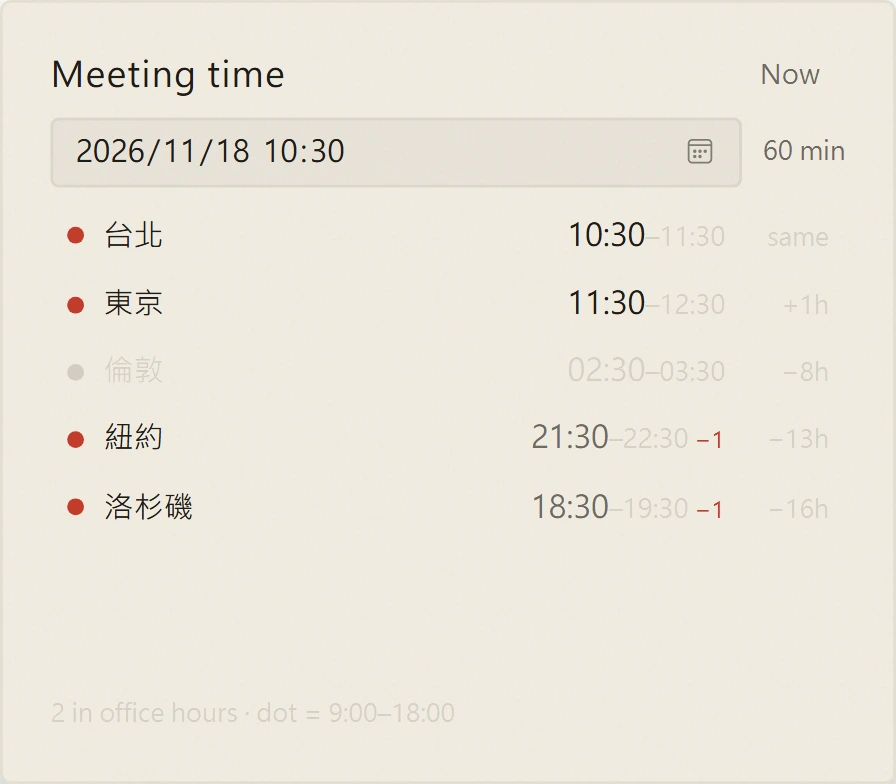 Meeting time Now
2026/11/18 10:30 60 min
台北 10:30–11:30 same
東京 11:30–12:30 +1h
倫敦 02:30–03:30 −8h
紐約 21:30–22:30 −1 −13h
洛杉磯 18:30–19:30 −1 −16h
2 in office hours · dot = 9:00–18:00